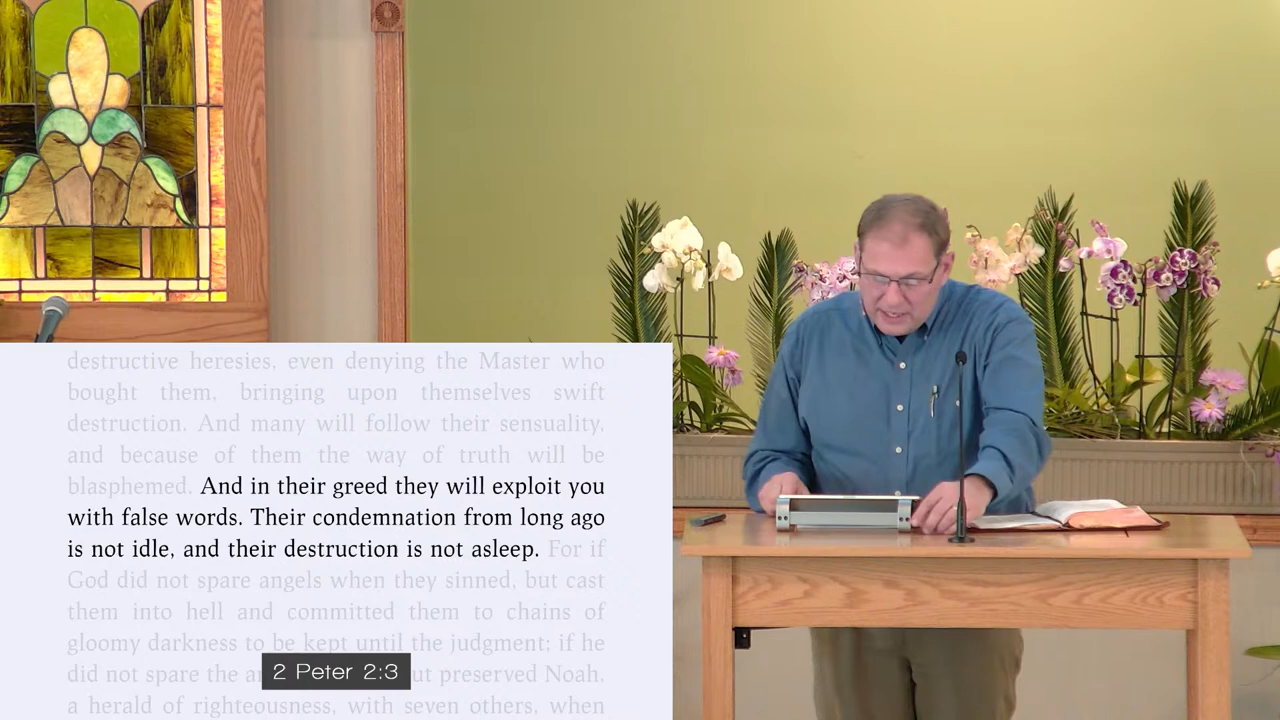 destructive heresies, even denying the Master who
bought them, bringing upon themselves swift
destruction. And many will follow their sensuality,
and because of them the way of truth will be
blasphemed. And in their greed they will exploit you
with false words. Their condemnation from long ago
is not idle, and their destruction is not asleep. For if
God did not spare angels when they sinned, but cast
them into hell and committed them to chains of
gloomy darkness to be kept until the judgment; if he
did not spare the preserved Noah,
a herald of righteousness, with seven others, when
2 Peter 2:3